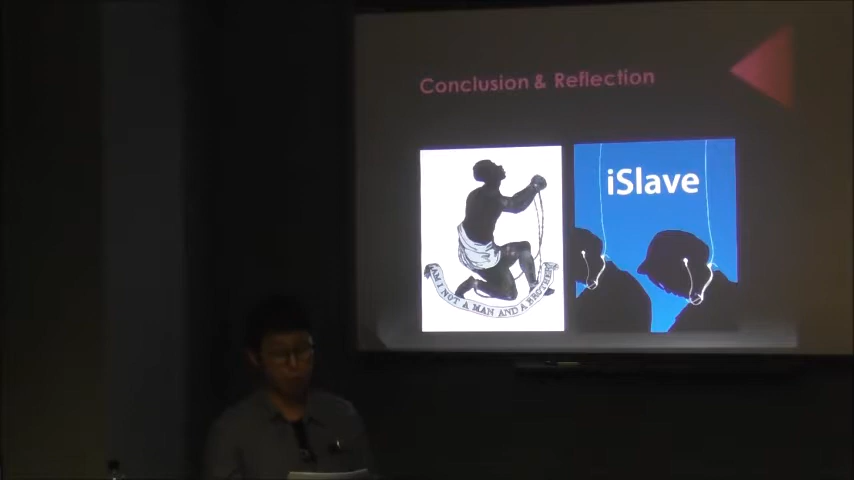 Conclusion & Reflection
iSlave
AM I NOT A MAN AND A BROTHER